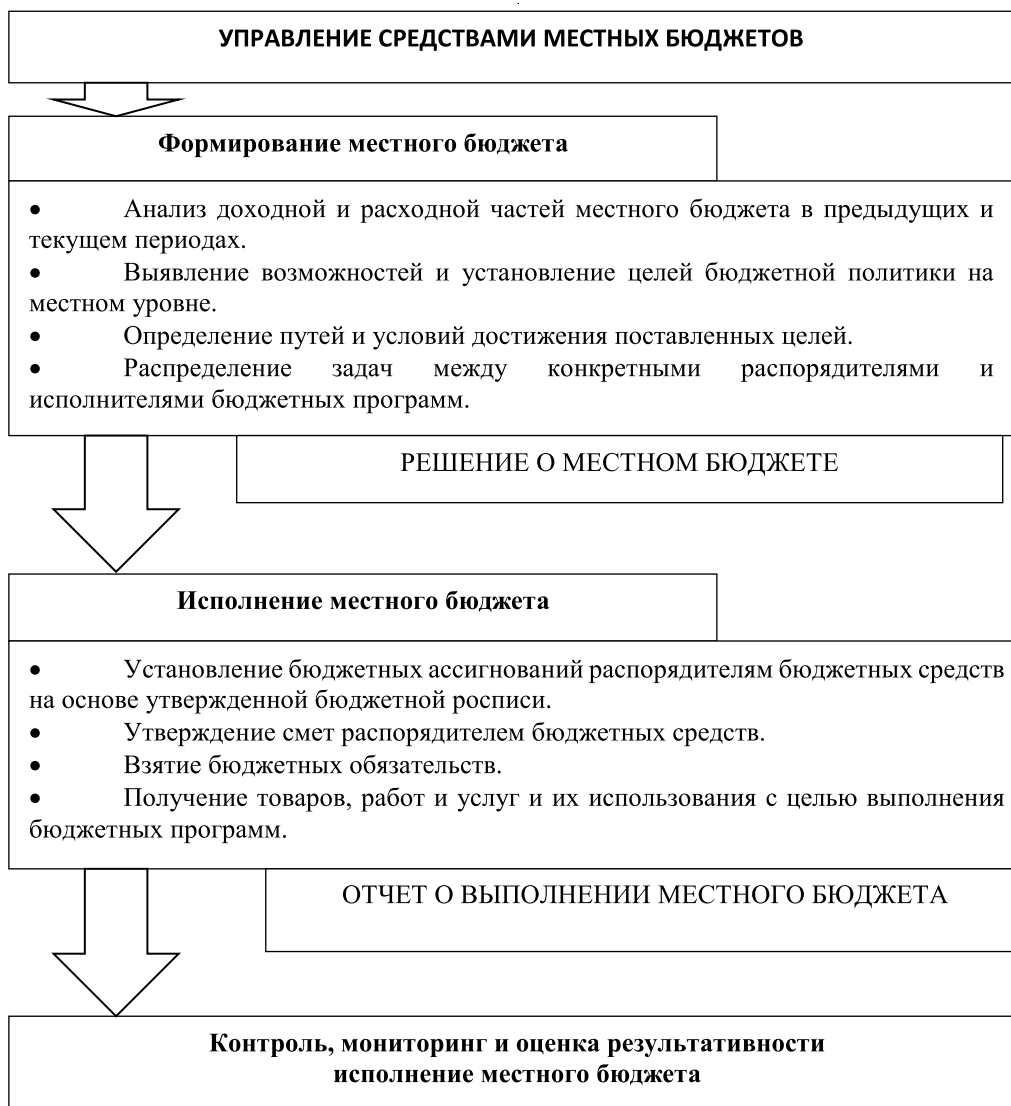 УПРАВЛЕНИЕ СРЕДСТВАМИ МЕСТНЫХ БЮДЖЕТОВ
Формирование местного бюджета
• Анализ доходной и расходной частей местного бюджета в предыдущих и
текущем периодах.
• Выявление возможностей и установление целей бюджетной политики на
местном уровне.
• Определение путей и условий достижения поставленных целей.
• Распределение задач между конкретными распорядителями и
исполнителями бюджетных программ.
РЕШЕНИЕ О МЕСТНОМ БЮДЖЕТЕ
Исполнение местного бюджета
• Установление бюджетных ассигнований распорядителям бюджетных средств
на основе утвержденной бюджетной росписи.
• Утверждение смет распорядителем бюджетных средств.
• Взятие бюджетных обязательств.
• Получение товаров, работ и услуг и их использования с целью выполнения
бюджетных программ.
ОТЧЕТ О ВЫПОЛНЕНИИ МЕСТНОГО БЮДЖЕТА
Контроль, мониторинг и оценка результативности
исполнение местного бюджета